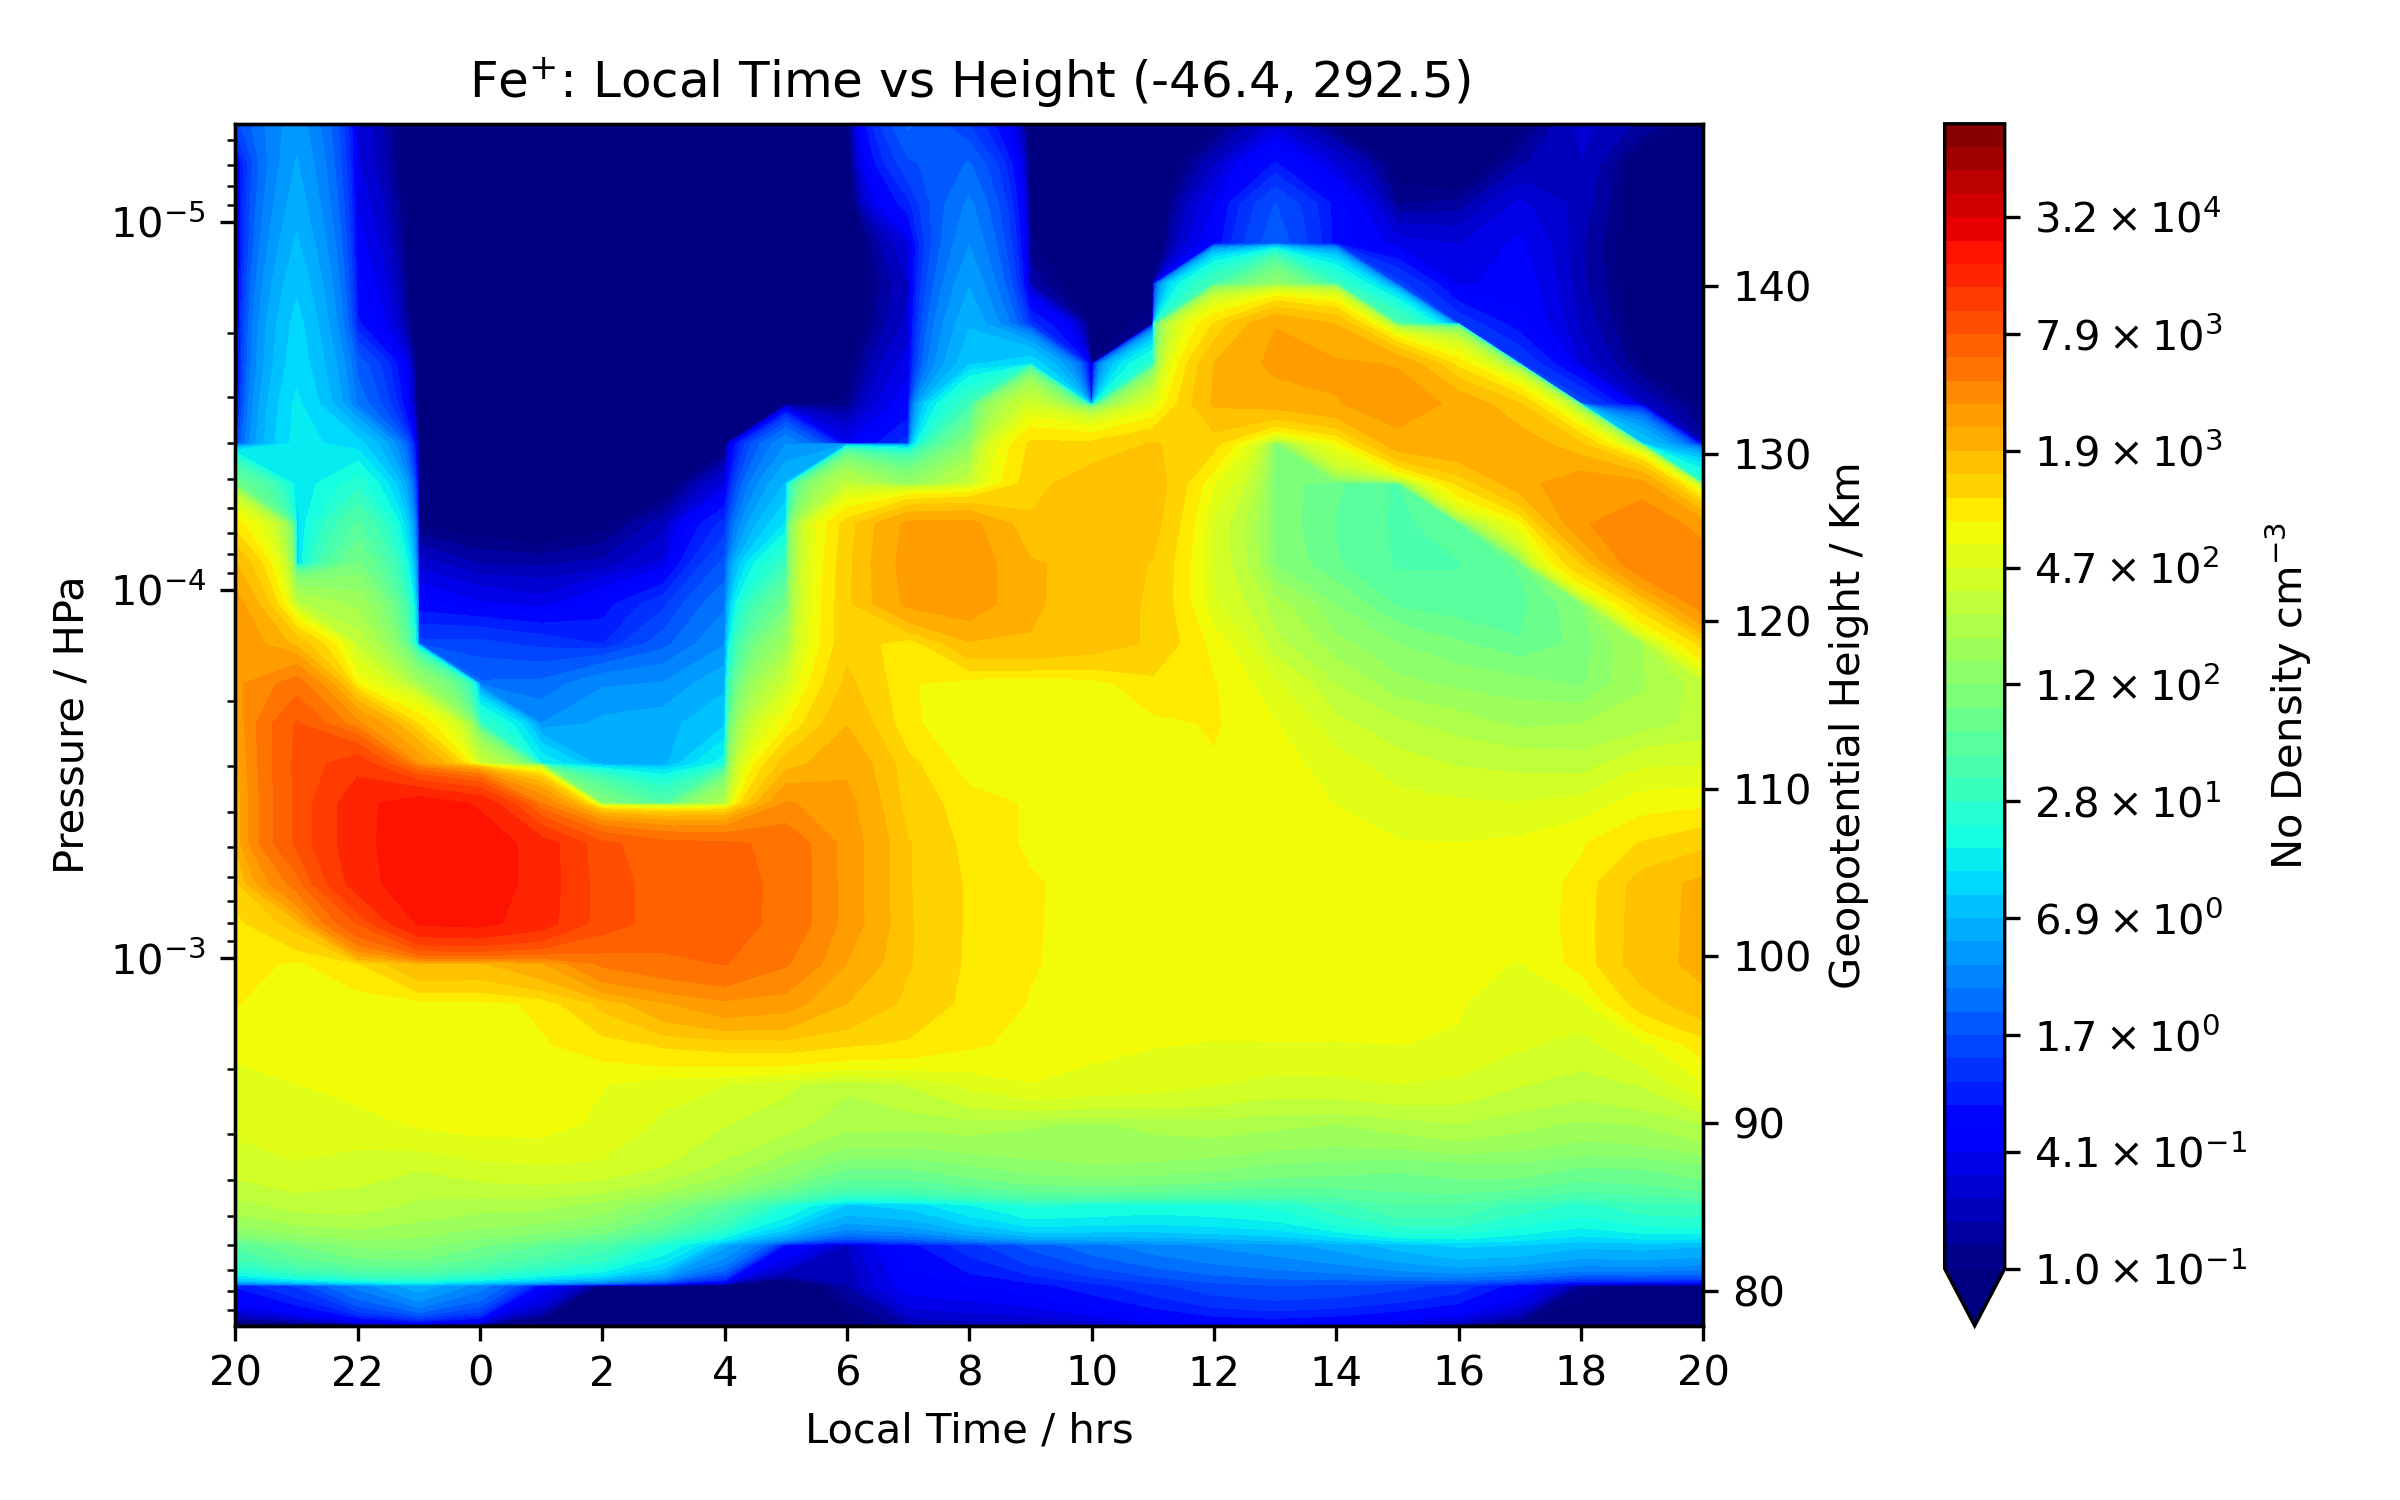 Fe⁺: Local Time vs Height (-46.4, 292.5)
Pressure / HPa
10⁻⁵
10⁻⁴
10⁻³
140
130
120
110
100
90
80
Geopotential Height / Km
20 22 0 2 4 6 8 10 12 14 16 18 20
Local Time / hrs
3.2 × 10⁴
7.9 × 10³
1.9 × 10³
4.7 × 10²
1.2 × 10²
2.8 × 10¹
6.9 × 10⁰
1.7 × 10⁰
4.1 × 10⁻¹
1.0 × 10⁻¹
No Density cm⁻³